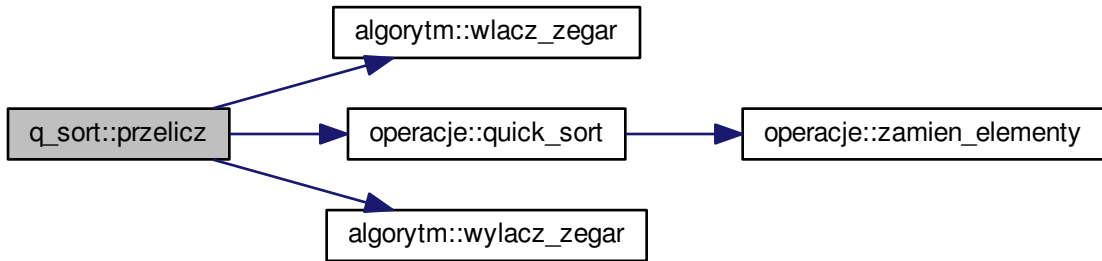 algorytm::wlacz_zegar
q_sort::przelicz
operacje::quick_sort
operacje::zamien_elementy
algorytm::wylacz_zegar